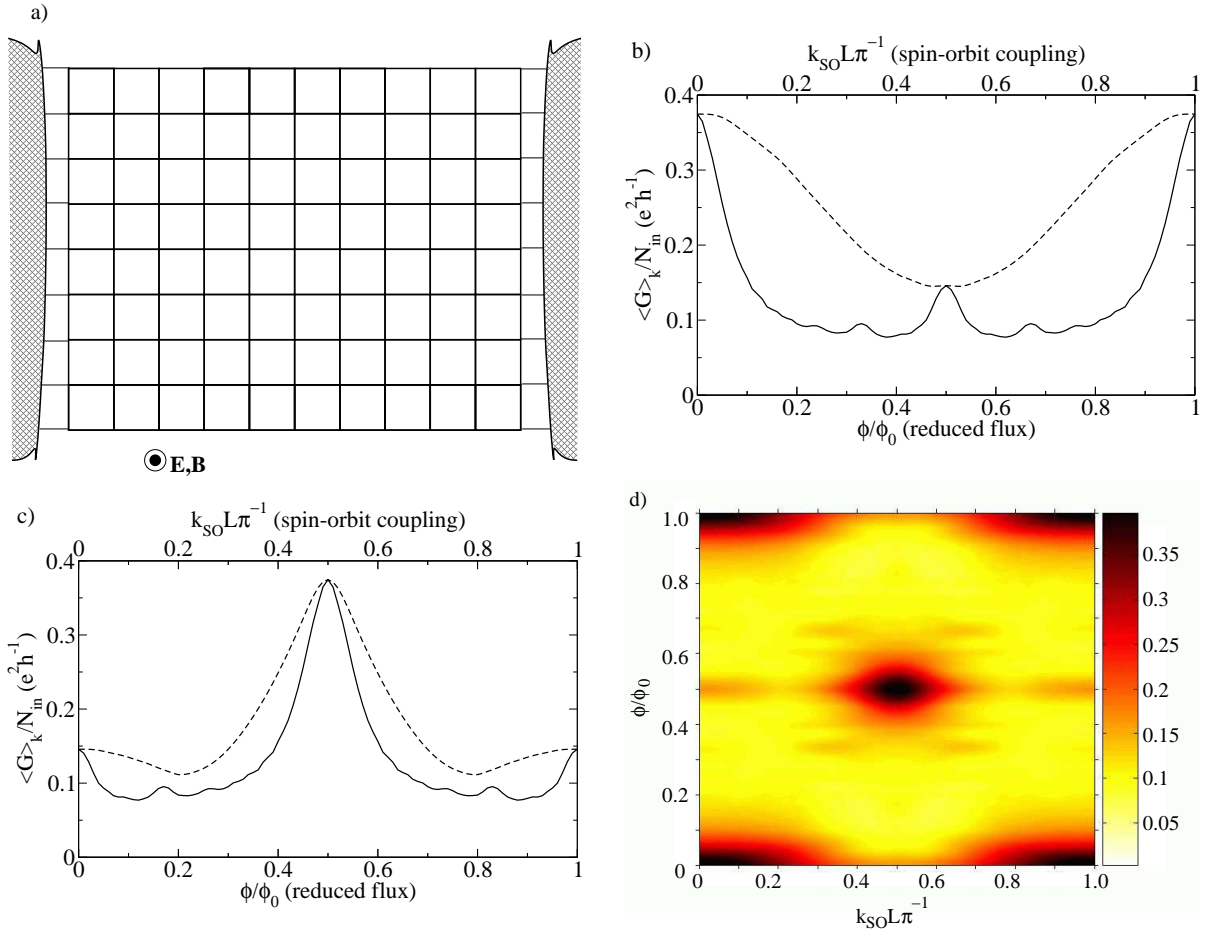 a)
E,B
b)
k_SO Lπ^-1 (spin-orbit coupling)
0 0.2 0.4 0.6 0.8 1
0.4
0.3
0.2
0.1
0
<G>_k/N_in (e^2h^-1)
0 0.2 0.4 0.6 0.8 1
ϕ/ϕ_0 (reduced flux)
c)
k_SO Lπ^-1 (spin-orbit coupling)
0 0.2 0.4 0.6 0.8 1
0.4
0.3
0.2
0.1
0
<G>_k/N_in (e^2h^-1)
0 0.2 0.4 0.6 0.8 1
ϕ/ϕ_0 (reduced flux)
d)
1.0
0.8
0.6
0.4
0.2
0
ϕ/ϕ_0
0 0.2 0.4 0.6 0.8 1.0
k_SO Lπ^-1
0.35
0.3
0.25
0.2
0.15
0.1
0.05